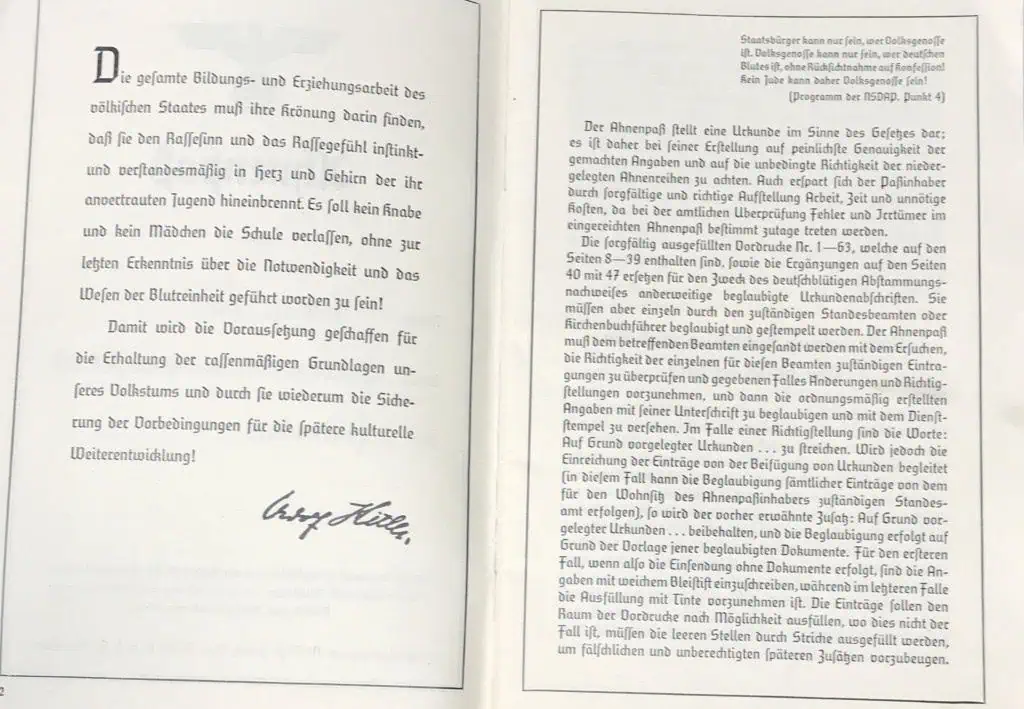 Die gesamte Bildungs- und Erziehungsarbeit des
völkischen Staates muß ihre Krönung darin finden,
daß sie den Rassesinn und das Rassegefühl instinkt-
und verstandesmäßig in Herz und Gehirn der ihr
anvertrauten Jugend hineinbrennt. Es soll kein Knabe
und kein Mädchen die Schule verlassen, ohne zur
letzten Erkenntnis über die Notwendigkeit und das
Wesen der Blutreinheit geführt worden zu sein!
Damit wird die Voraussetzung geschaffen für
die Erhaltung der rassenmäßigen Grundlagen un-
seres Volkstums und durch sie wiederum die Siche-
rung der Vorbedingungen für die spätere kulturelle
Weiterentwicklung!
Adolf Hitler.
2
Staatsbürger kann nur sein, wer Volksgenosse
ist. Volksgenosse kann nur sein, wer deutschen
Blutes ist, ohne Rücksichtnahme auf Konfession!
Kein Jude kann daher Volksgenosse sein!
(Programm der NSDAP. Punkt 4)
Der Ahnenpaß stellt eine Urkunde im Sinne des Gesetzes dar;
es ist daher bei seiner Erstellung auf peinlichste Genauigkeit der
gemachten Angaben und auf die unbedingte Richtigkeit der nieder-
gelegten Ahnenreihen zu achten. Auch erspart sich der Paßinhaber
durch sorgfältige und richtige Aufstellung Arbeit, Zeit und unnötige
Kosten, da bei der amtlichen Überprüfung Fehler und Irrtümer im
eingereichten Ahnenpaß bestimmt zutage treten werden.
Die sorgfältig ausgefüllten Vordrucke Nr. 1—63, welche auf den
Seiten 8—39 enthalten sind, sowie die Ergänzungen auf den Seiten
40 mit 47 ersetzen für den Zweck des deutschblütigen Abstammungs-
nachweises anderweitige beglaubigte Urkundenabschriften. Sie
müssen aber einzeln durch den zuständigen Standesbeamten oder
Kirchenbuchführer beglaubigt und gestempelt werden. Der Ahnenpaß
muß dem betreffenden Beamten eingesandt werden mit dem Ersuchen,
die Richtigkeit der einzelnen für diesen Beamten zuständigen Eintra-
gungen zu überprüfen und gegebenen Falles Änderungen und Richtig-
stellungen vorzunehmen, und dann die ordnungsmäßig erstellten
Angaben mit seiner Unterschrift zu beglaubigen und mit dem Dienst-
stempel zu versehen. Im Falle einer Richtigstellung sind die Worte:
Auf Grund vorgelegter Urkunden ... zu streichen. Wird jedoch die
Einreichung der Einträge von der Beifügung von Urkunden begleitet
(in diesem Fall kann die Beglaubigung sämtlicher Einträge von dem
für den Wohnsitz des Ahnenpaßinhabers zuständigen Standes-
amt erfolgen), so wird der vorher erwähnte Zusatz: Auf Grund vor-
gelegter Urkunden ... beibehalten, und die Beglaubigung erfolgt auf
Grund der Vorlage jener beglaubigten Dokumente. Für den ersteren
Fall, wenn also die Einsendung ohne Dokumente erfolgt, sind die An-
gaben mit weichem Bleistift einzuschreiben, während im letzteren Falle
die Ausfüllung mit Tinte vorzunehmen ist. Die Einträge sollen den
Raum der Vordrucke nach Möglichkeit ausfüllen, wo dies nicht der
Fall ist, müssen die leeren Stellen durch Striche ausgefüllt werden,
um fälschlichen und unberechtigten späteren Zusätzen vorzubeugen.